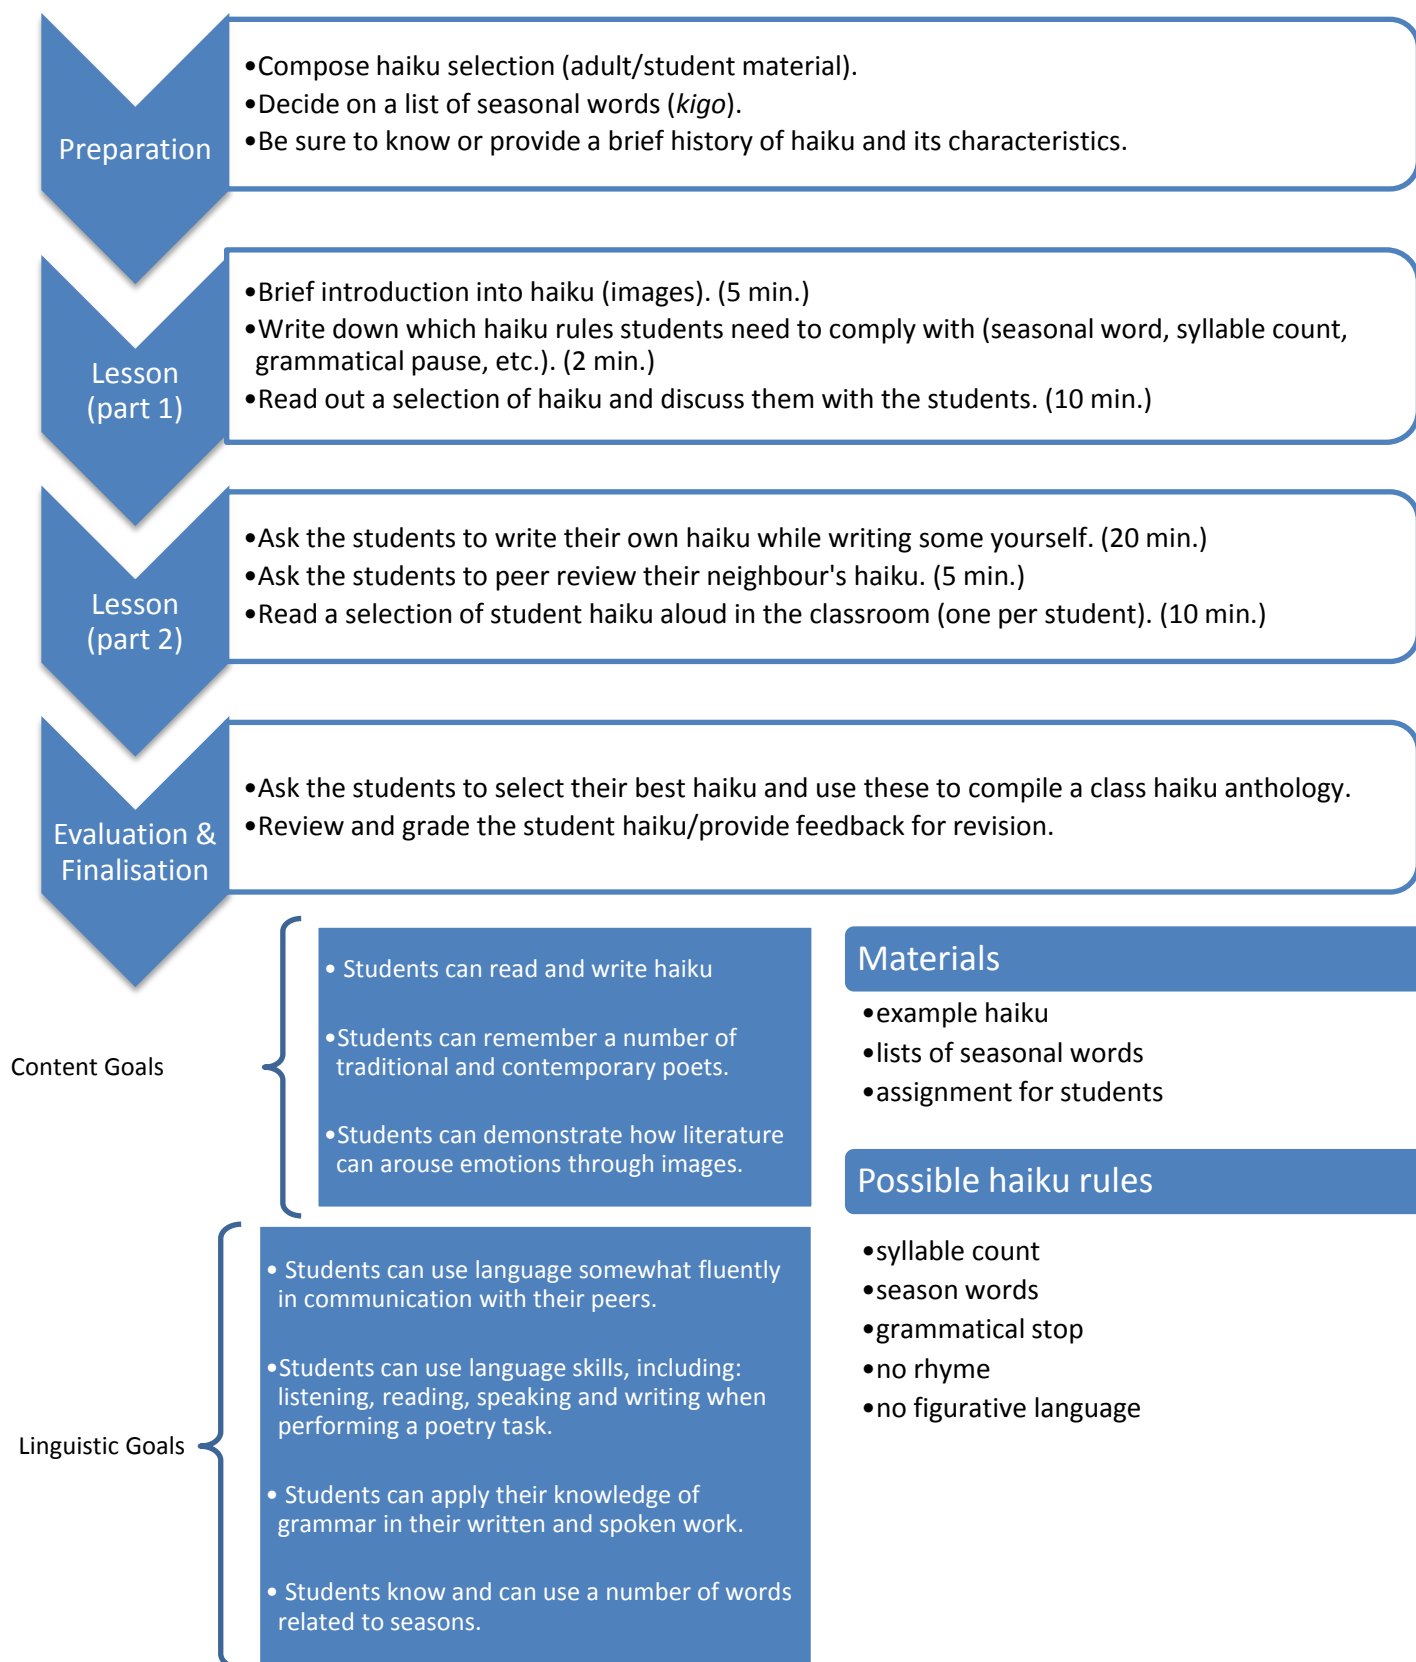 Preparation
•Compose haiku selection (adult/student material).
•Decide on a list of seasonal words (kigo).
•Be sure to know or provide a brief history of haiku and its characteristics.
Lesson
(part 1)
•Brief introduction into haiku (images). (5 min.)
•Write down which haiku rules students need to comply with (seasonal word, syllable count,
grammatical pause, etc.). (2 min.)
•Read out a selection of haiku and discuss them with the students. (10 min.)
Lesson
(part 2)
•Ask the students to write their own haiku while writing some yourself. (20 min.)
•Ask the students to peer review their neighbour's haiku. (5 min.)
•Read a selection of student haiku aloud in the classroom (one per student). (10 min.)
Evaluation &
Finalisation
•Ask the students to select their best haiku and use these to compile a class haiku anthology.
•Review and grade the student haiku/provide feedback for revision.
Content Goals
• Students can read and write haiku
•Students can remember a number of
traditional and contemporary poets.
•Students can demonstrate how literature
can arouse emotions through images.
Linguistic Goals
• Students can use language somewhat fluently
in communication with their peers.
•Students can use language skills, including:
listening, reading, speaking and writing when
performing a poetry task.
• Students can apply their knowledge of
grammar in their written and spoken work.
• Students know and can use a number of words
related to seasons.
Materials
•example haiku
•lists of seasonal words
•assignment for students
Possible haiku rules
•syllable count
•season words
•grammatical stop
•no rhyme
•no figurative language